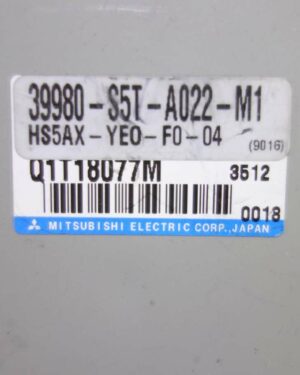 39980-S5T-A022-M1
HS5AX-YEO-F0-04 (9016)
Q1T18077M 3512
0018
MITSUBISHI ELECTRIC CORP., JAPAN